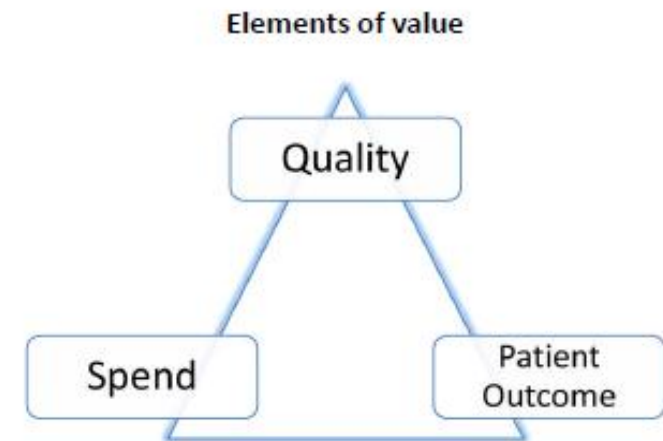 Elements of value
Quality
Spend
Patient
Outcome